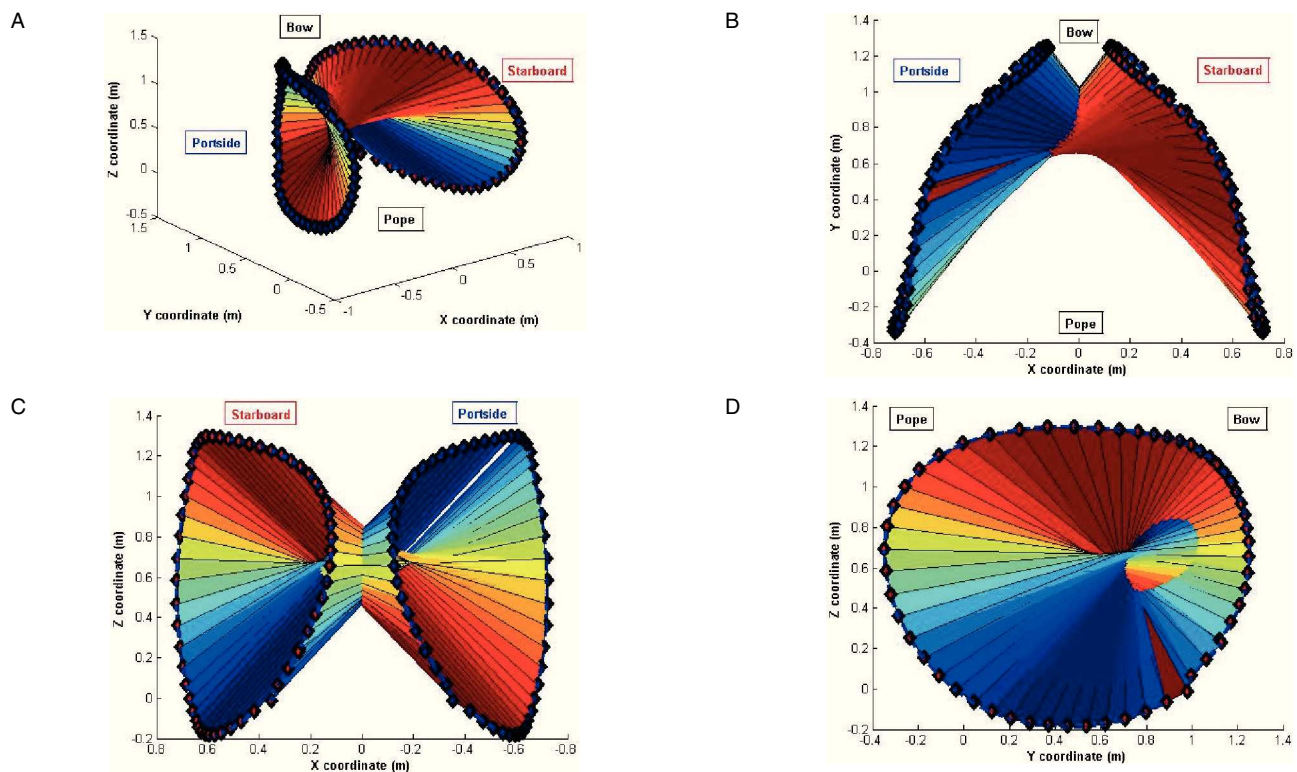 A
Bow
Starboard
Portside
Pope
Z coordinate (m)
1.5
1
0.5
0
-0.5
1.5
1
0.5
0
-0.5
Y coordinate (m)
-1
-0.5
0
0.5
1
X coordinate (m)
B
Bow
Portside
Starboard
Pope
Y coordinate (m)
1.4
1.2
1
0.8
0.6
0.4
0.2
0
-0.2
-0.4
-0.8 -0.6 -0.4 -0.2 0 0.2 0.4 0.6 0.8
X coordinate (m)
C
Starboard
Portside
Z coordinate (m)
1.4
1.2
1
0.8
0.6
0.4
0.2
0
-0.2
0.8 0.6 0.4 0.2 0 -0.2 -0.4 -0.6 -0.8
X coordinate (m)
D
Pope
Bow
Z coordinate (m)
1.4
1.2
1
0.8
0.6
0.4
0.2
0
-0.2
-0.4 -0.2 0 0.2 0.4 0.6 0.8 1 1.2 1.4
Y coordinate (m)